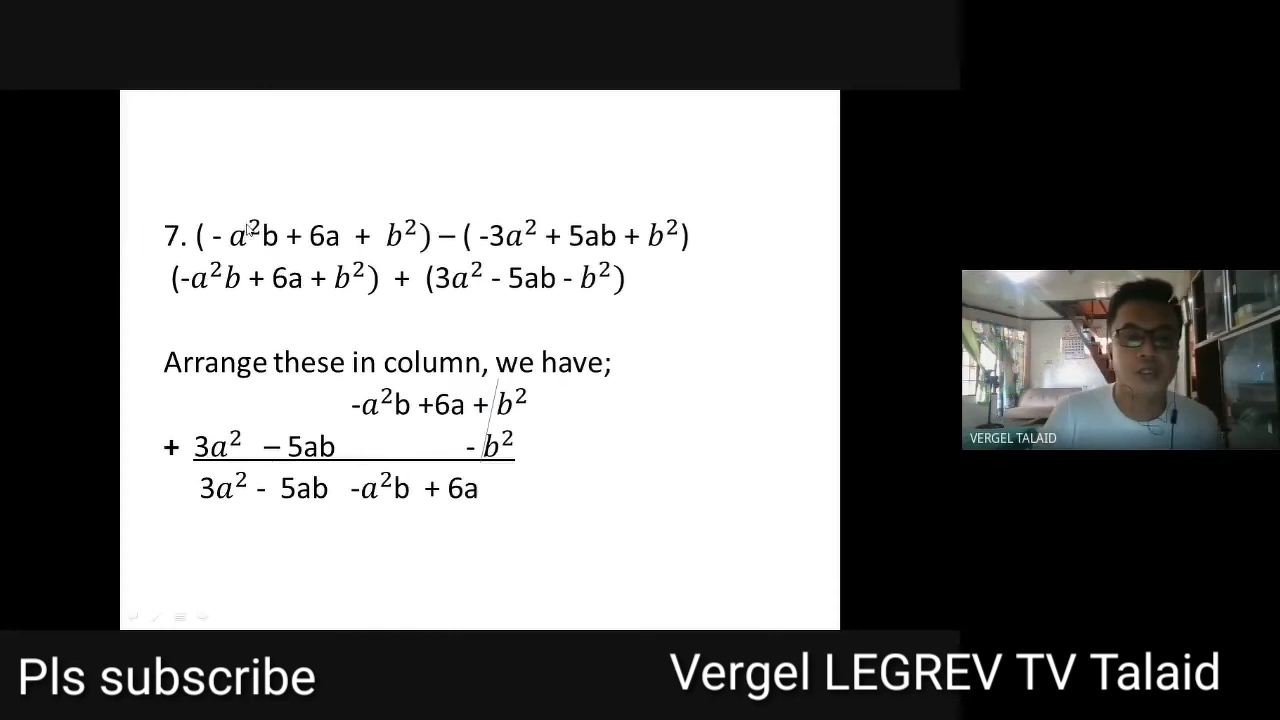 7. ( - a²b + 6a + b²) – ( -3a² + 5ab + b²)
(-a²b + 6a + b²) + (3a² - 5ab - b²)
Arrange these in column, we have;
-a²b +6a + b²
+ 3a² – 5ab - b²
3a² - 5ab -a²b + 6a
VERGEL TALAID
Pls subscribe
Vergel LEGREV TV Talaid